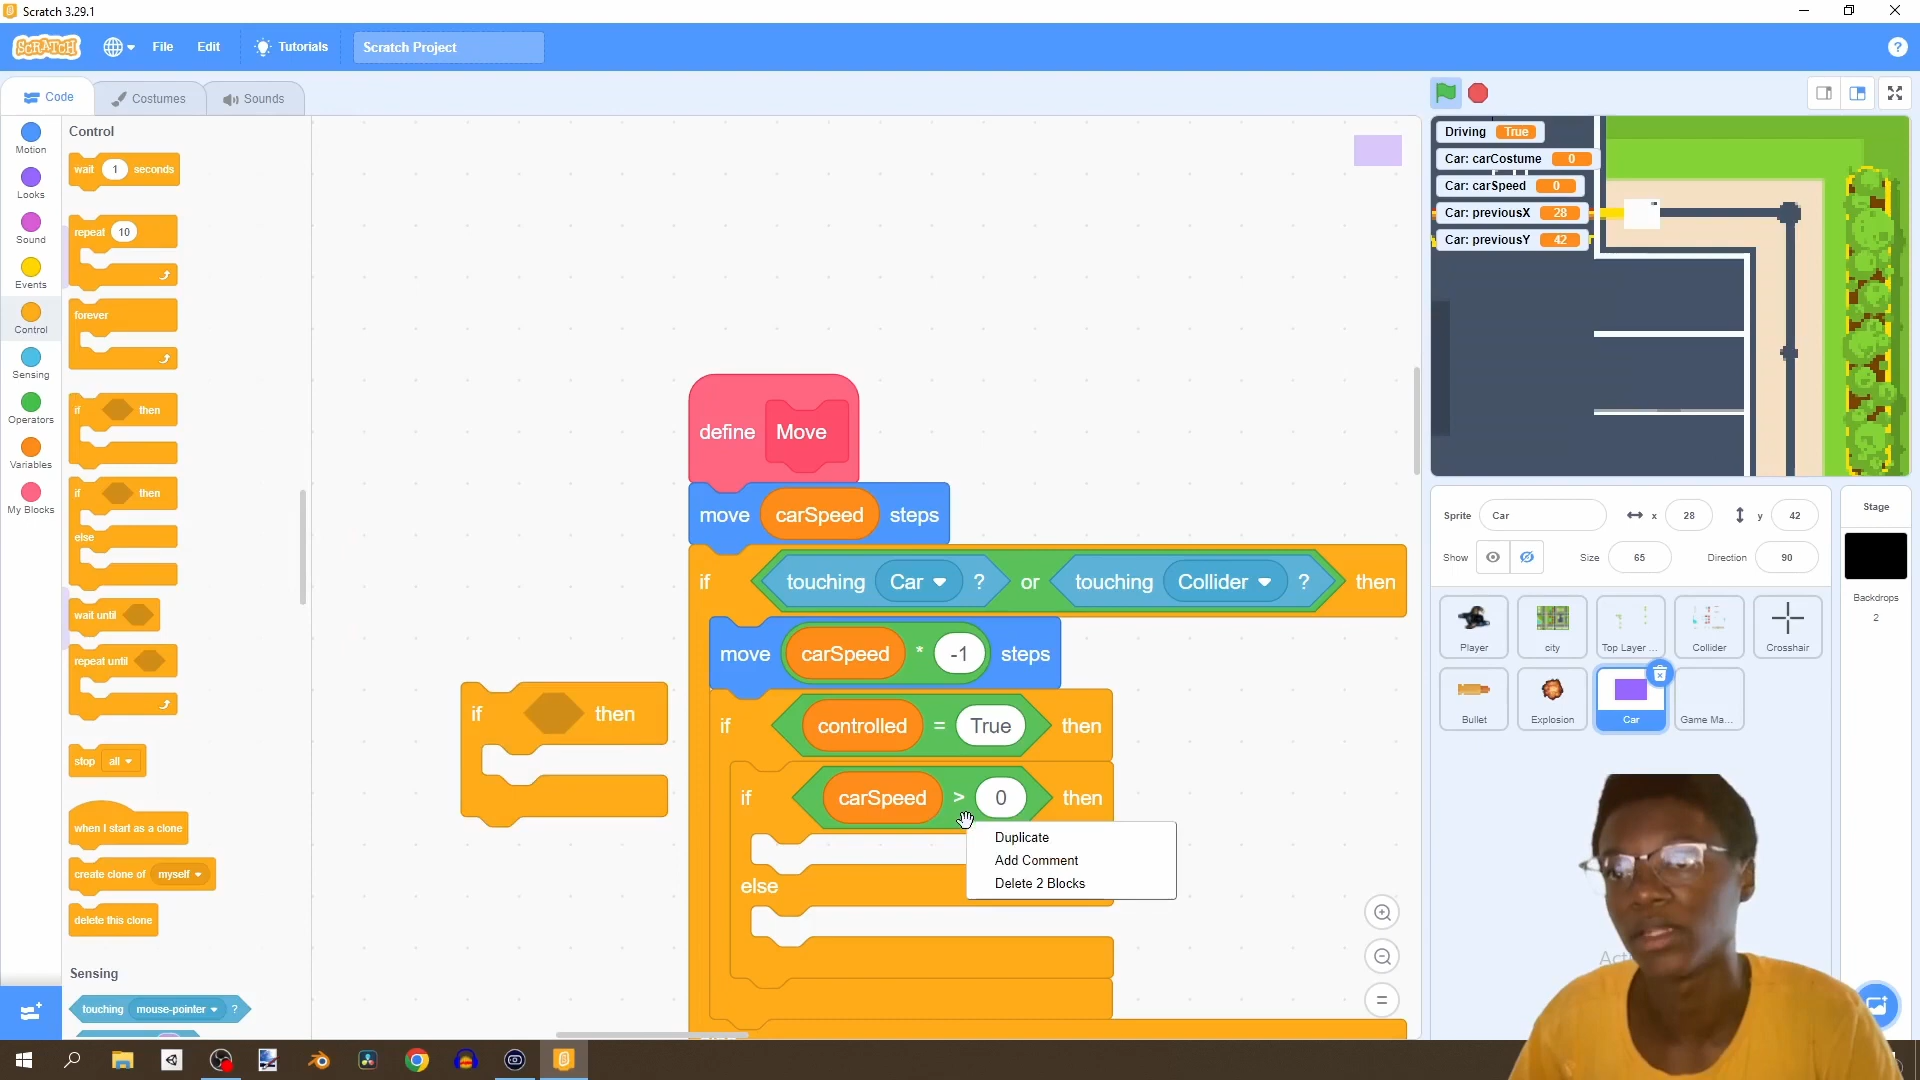 Scratch 3.29.1
SCRATCH File Edit Tutorials Scratch Project ?
Code Costumes Sounds
Motion
Looks
Sound
Events
Control
Sensing
Operators
Variables
My Blocks
Control
wait 1 seconds
repeat 10
forever
if then
if then
else
wait until
repeat until
stop all
when I start as a clone
create clone of myself
delete this clone
Sensing
touching mouse-pointer ?
if then
define Move
move carSpeed steps
if touching Car ? or touching Collider ? then
move carSpeed * -1 steps
if controlled = True then
if carSpeed > 0 then
else
Duplicate
Add Comment
Delete 2 Blocks
Driving True
Car: carCostume 0
Car: carSpeed 0
Car: previousX 28
Car: previousY 42
Sprite Car x 28 y 42
Show Size 65 Direction 90
Player city Top Layer ... Collider Crosshair
Bullet Explosion Car Game Ma...
Stage
Backdrops
2